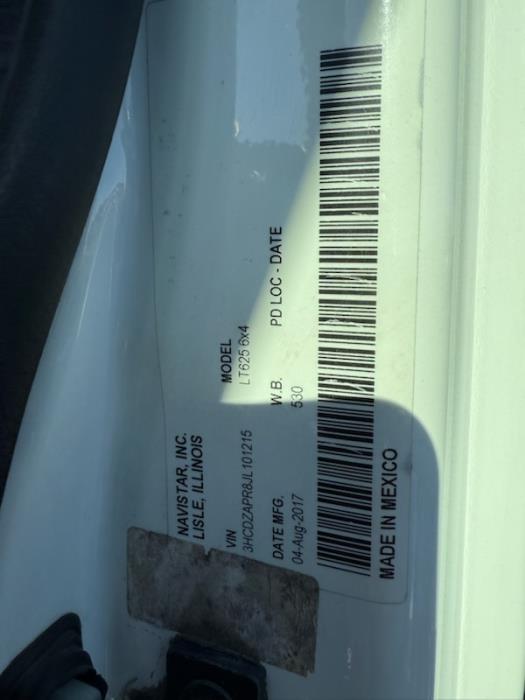 NAVISTAR, INC.
LISLE, ILLINOIS
VIN MODEL
3HCDZAPR8JL101215 LT625 6x4
DATE MFG. W.B. PD LOC - DATE
04-Aug-2017 530
MADE IN MEXICO